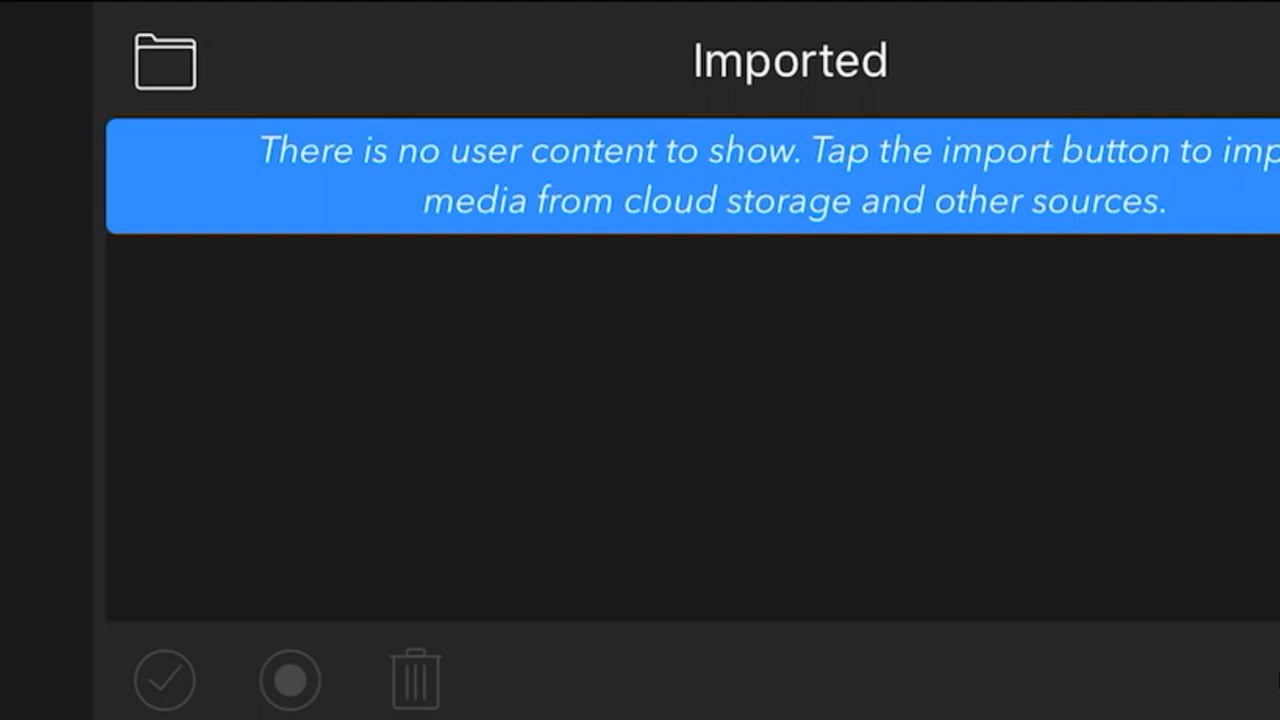 Imported
There is no user content to show. Tap the import button to imp
media from cloud storage and other sources.